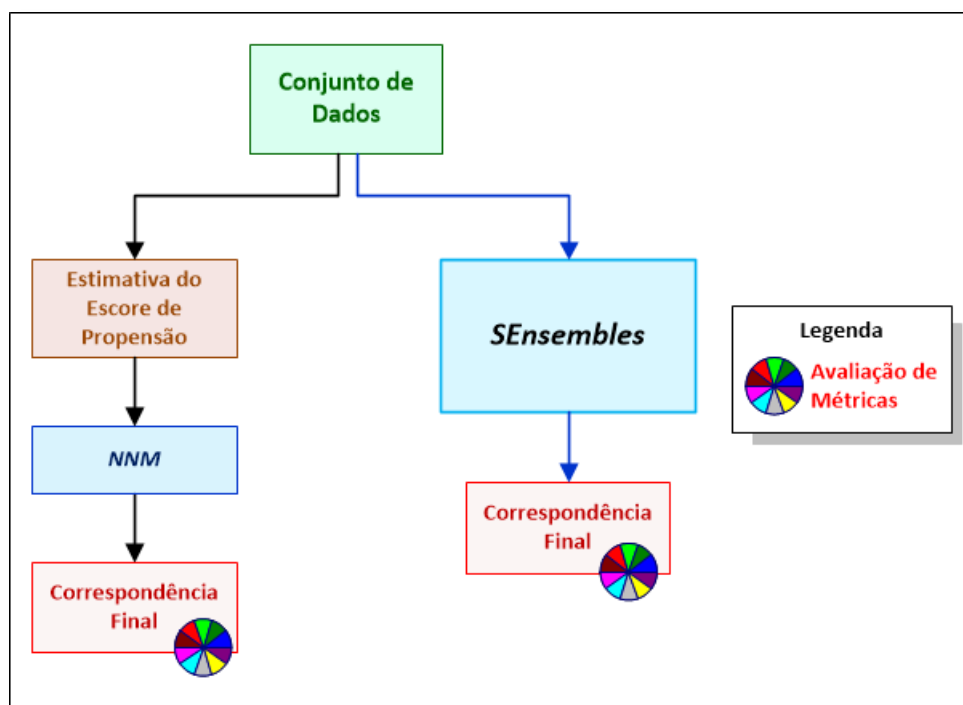 Conjunto de
Dados
Estimativa do
Escore de
Propensão
SEnsembles
Legenda
Avaliação de
Métricas
NNM
Correspondência
Final
Correspondência
Final